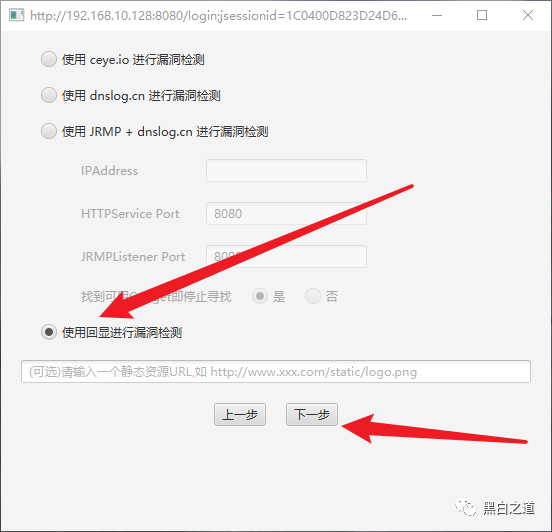 http://192.168.10.128:8080/login;jsessionid=1C0400D823D24D6...
使用 ceye.io 进行漏洞检测
使用 dnslog.cn 进行漏洞检测
使用 JRMP + dnslog.cn 进行漏洞检测
IPAddress
HTTPService Port 8080
JRMPListener Port
找到可用Gadget即停止寻找 是 否
使用回显进行漏洞检测
(可选)请输入一个静态资源URL,如 http://www.xxx.com/static/logo.png
上一步 下一步
黑白之道